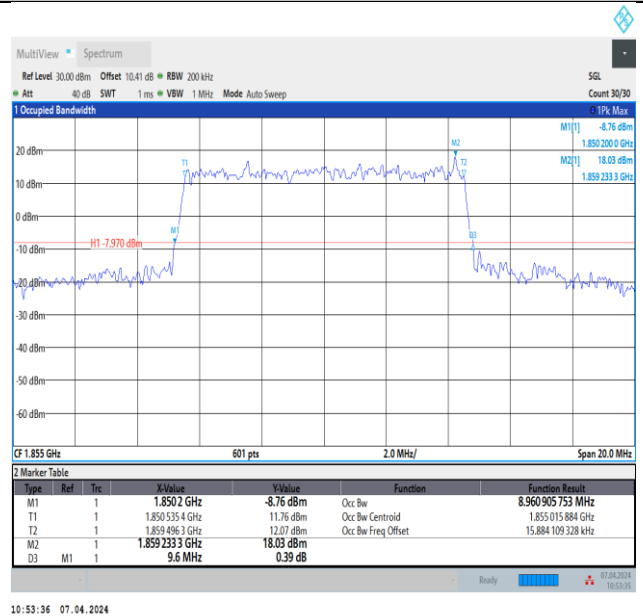 MultiView Spectrum
Ref Level 30.00 dBm Offset 10.41 dB RBW 200 kHz SGL
Att 40 dB SWT 1 ms VBW 1 MHz Mode Auto Sweep Count 30/30
1 Occupied Bandwidth 1Pk Max
M1[1] -8.76 dBm
1.850 200 0 GHz
M2[1] 18.03 dBm
1.859 233 3 GHz
M2
20 dBm
T1
T2
10 dBm
0 dBm
M1
D3
H1 -7.970 dBm
-10 dBm
-20 dBm
-30 dBm
-40 dBm
-50 dBm
-60 dBm
CF 1.855 GHz 601 pts 2.0 MHz/ Span 20.0 MHz
2 Marker Table
Type Ref Trc X-Value Y-Value Function Function Result
M1 1 1.8502 GHz -8.76 dBm Occ Bw 8.960 905 753 MHz
T1 1 1.850 535 4 GHz 11.76 dBm Occ Bw Centroid 1.855 015 884 GHz
T2 1 1.859 496 3 GHz 12.07 dBm Occ Bw Freq Offset 15.884 109 328 kHz
M2 1 1.859 233 3 GHz 18.03 dBm
D3 M1 1 9.6 MHz 0.39 dB
Ready 07.04.2024
10:53:35
10:53:36 07.04.2024